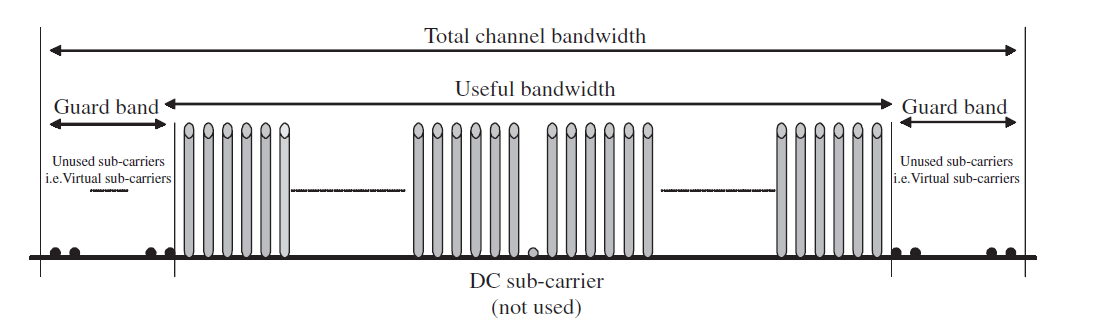 Total channel bandwidth
Useful bandwidth
Guard band
Guard band
Unused sub-carriers
i.e.Virtual sub-carriers
Unused sub-carriers
i.e.Virtual sub-carriers
DC sub-carrier
(not used)